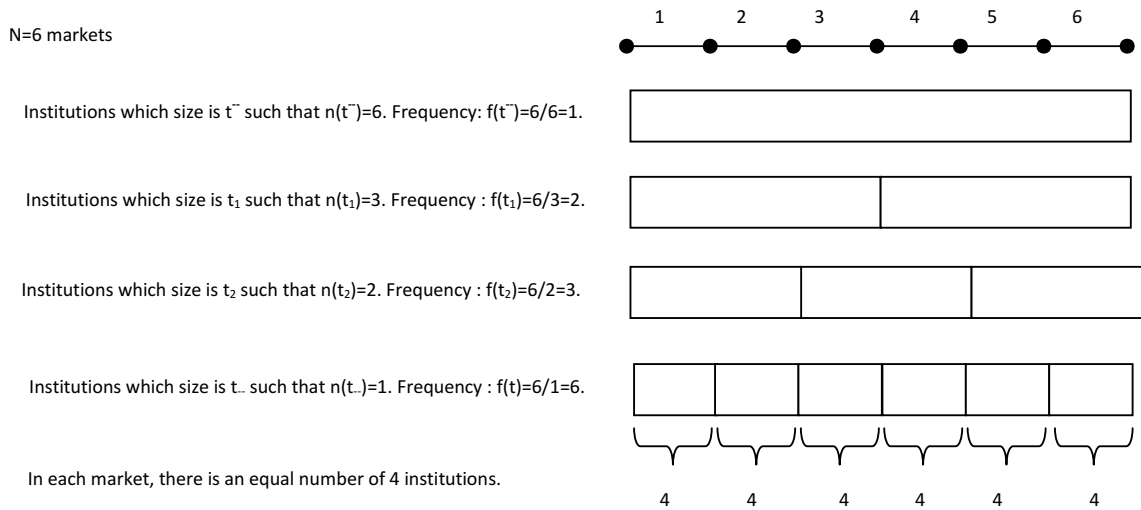 1 2 3 4 5 6
N=6 markets
Institutions which size is t¨ such that n(t¨)=6. Frequency: f(t¨)=6/6=1.
Institutions which size is t₁ such that n(t₁)=3. Frequency : f(t₁)=6/3=2.
Institutions which size is t₂ such that n(t₂)=2. Frequency : f(t₂)=6/2=3.
Institutions which size is t₋₋ such that n(t₋₋)=1. Frequency : f(t)=6/1=6.
In each market, there is an equal number of 4 institutions.
4 4 4 4 4 4